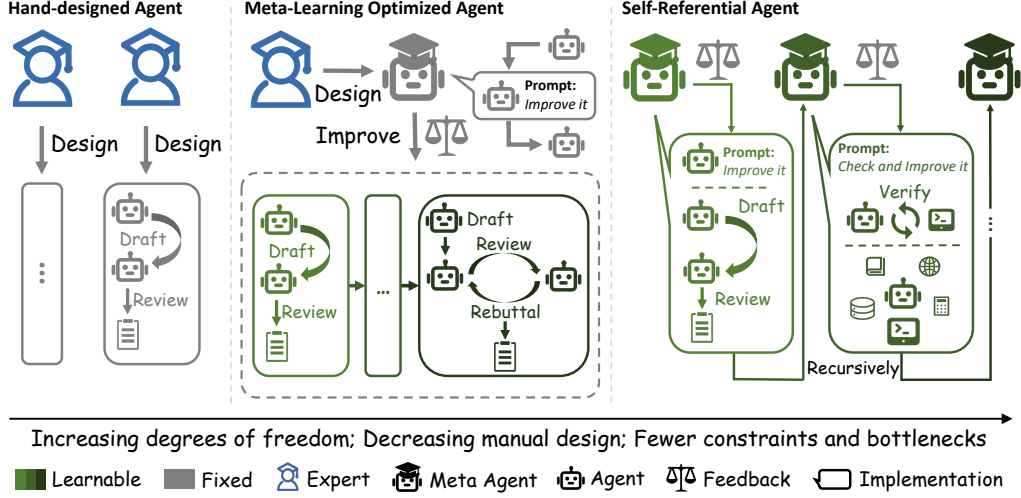 Hand-designed Agent
Design
Design
...
Draft
Review
Meta-Learning Optimized Agent
Design
Prompt:
Improve it
Improve
Draft
Review
...
Draft
Review
Rebuttal
Self-Referential Agent
Prompt:
Improve it
Draft
Review
Prompt:
Check and Improve it
Verify
...
Recursively
Increasing degrees of freedom; Decreasing manual design; Fewer constraints and bottlenecks
Learnable
Fixed
Expert
Meta Agent
Agent
Feedback
Implementation